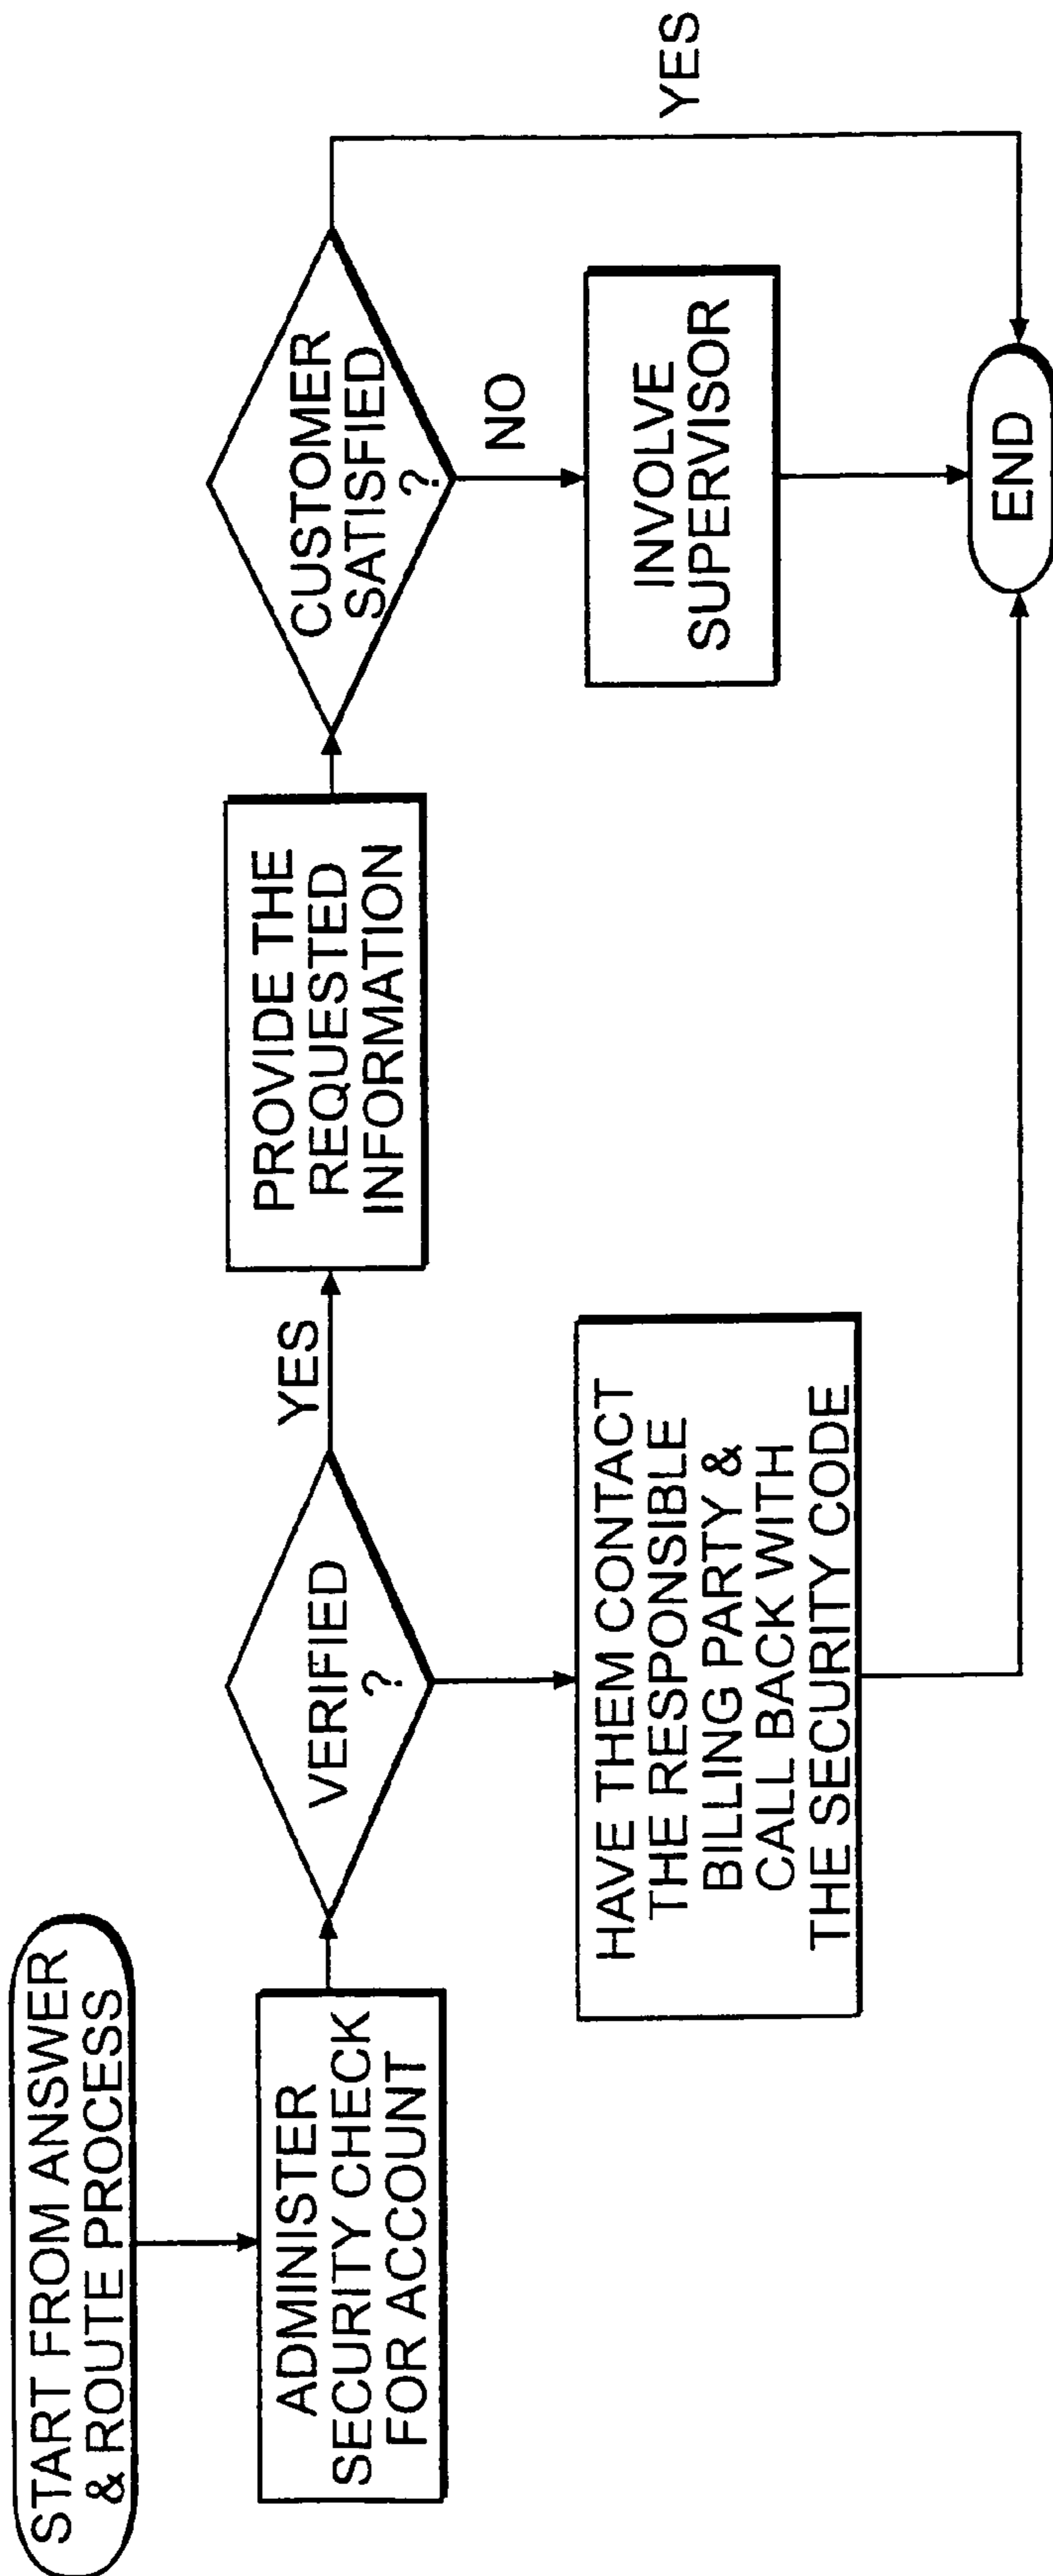 START FROM ANSWER
& ROUTE PROCESS
ADMINISTER
SECURITY CHECK
FOR ACCOUNT
VERIFIED
?
YES
PROVIDE THE
REQUESTED
INFORMATION
CUSTOMER
SATISFIED
?
YES
NO
INVOLVE
SUPERVISOR
HAVE THEM CONTACT
THE RESPONSIBLE
BILLING PARTY &
CALL BACK WITH
THE SECURITY CODE
END